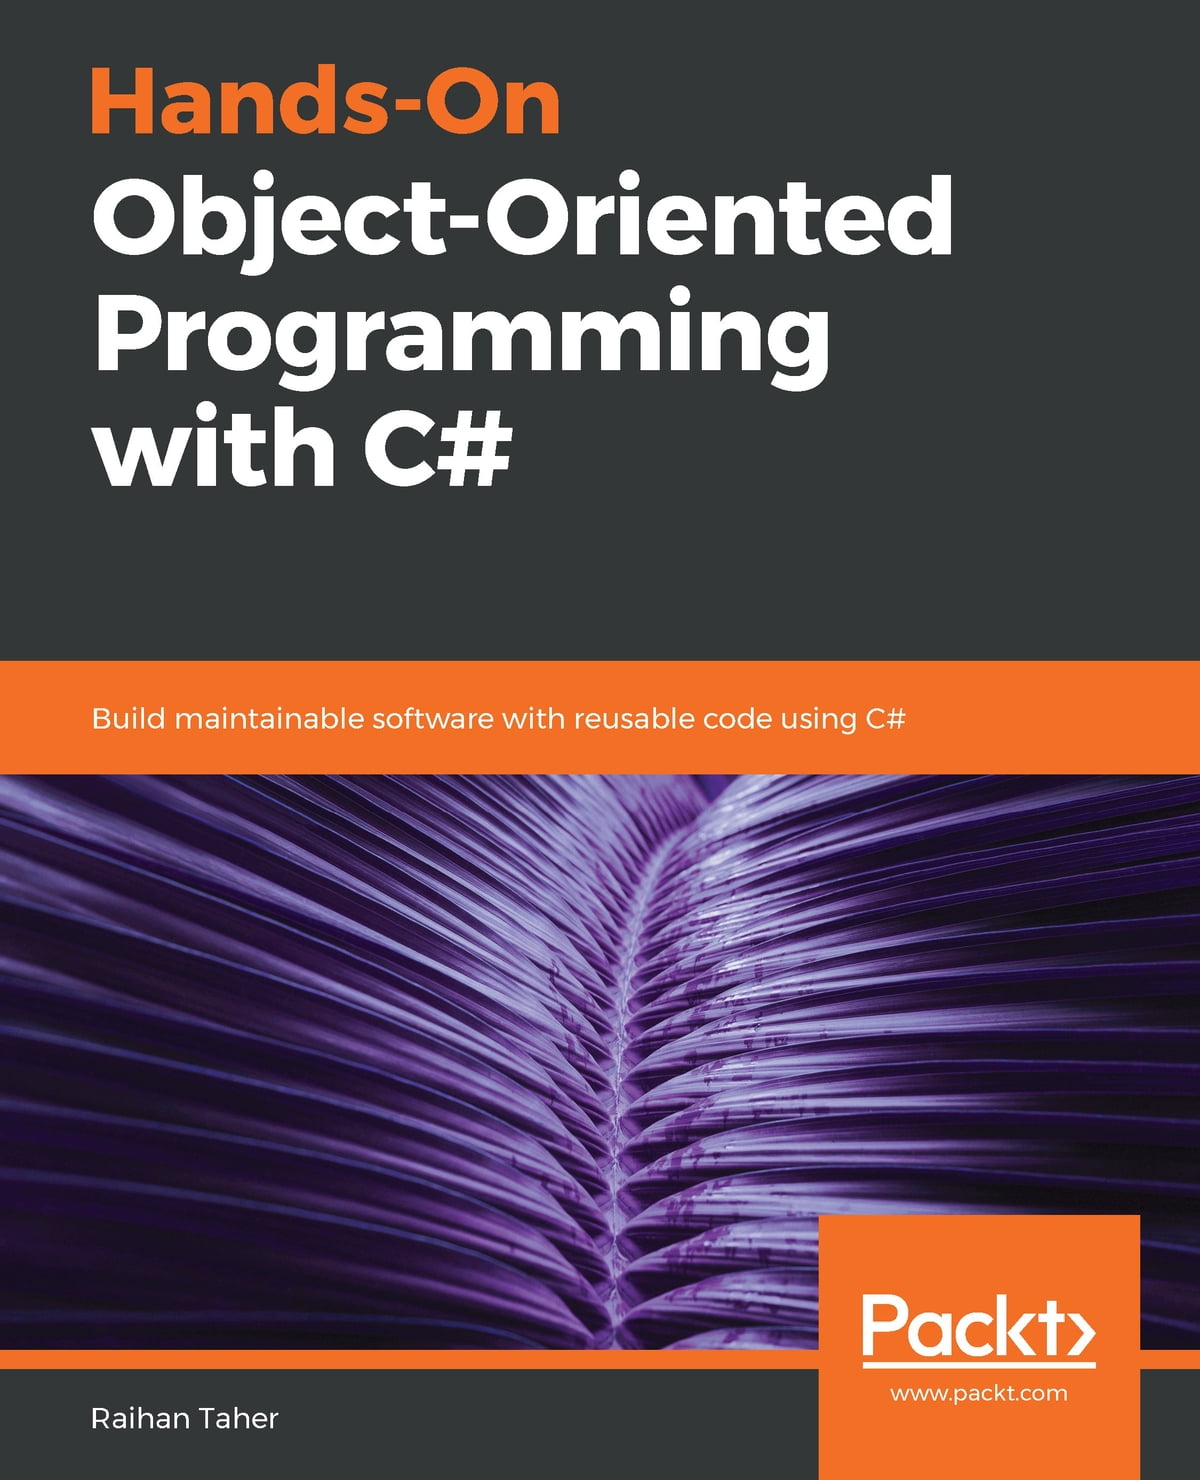 Hands-On
Object-Oriented
Programming
with C#
Build maintainable software with reusable code using C#
Packt>
www.packt.com
Raihan Taher